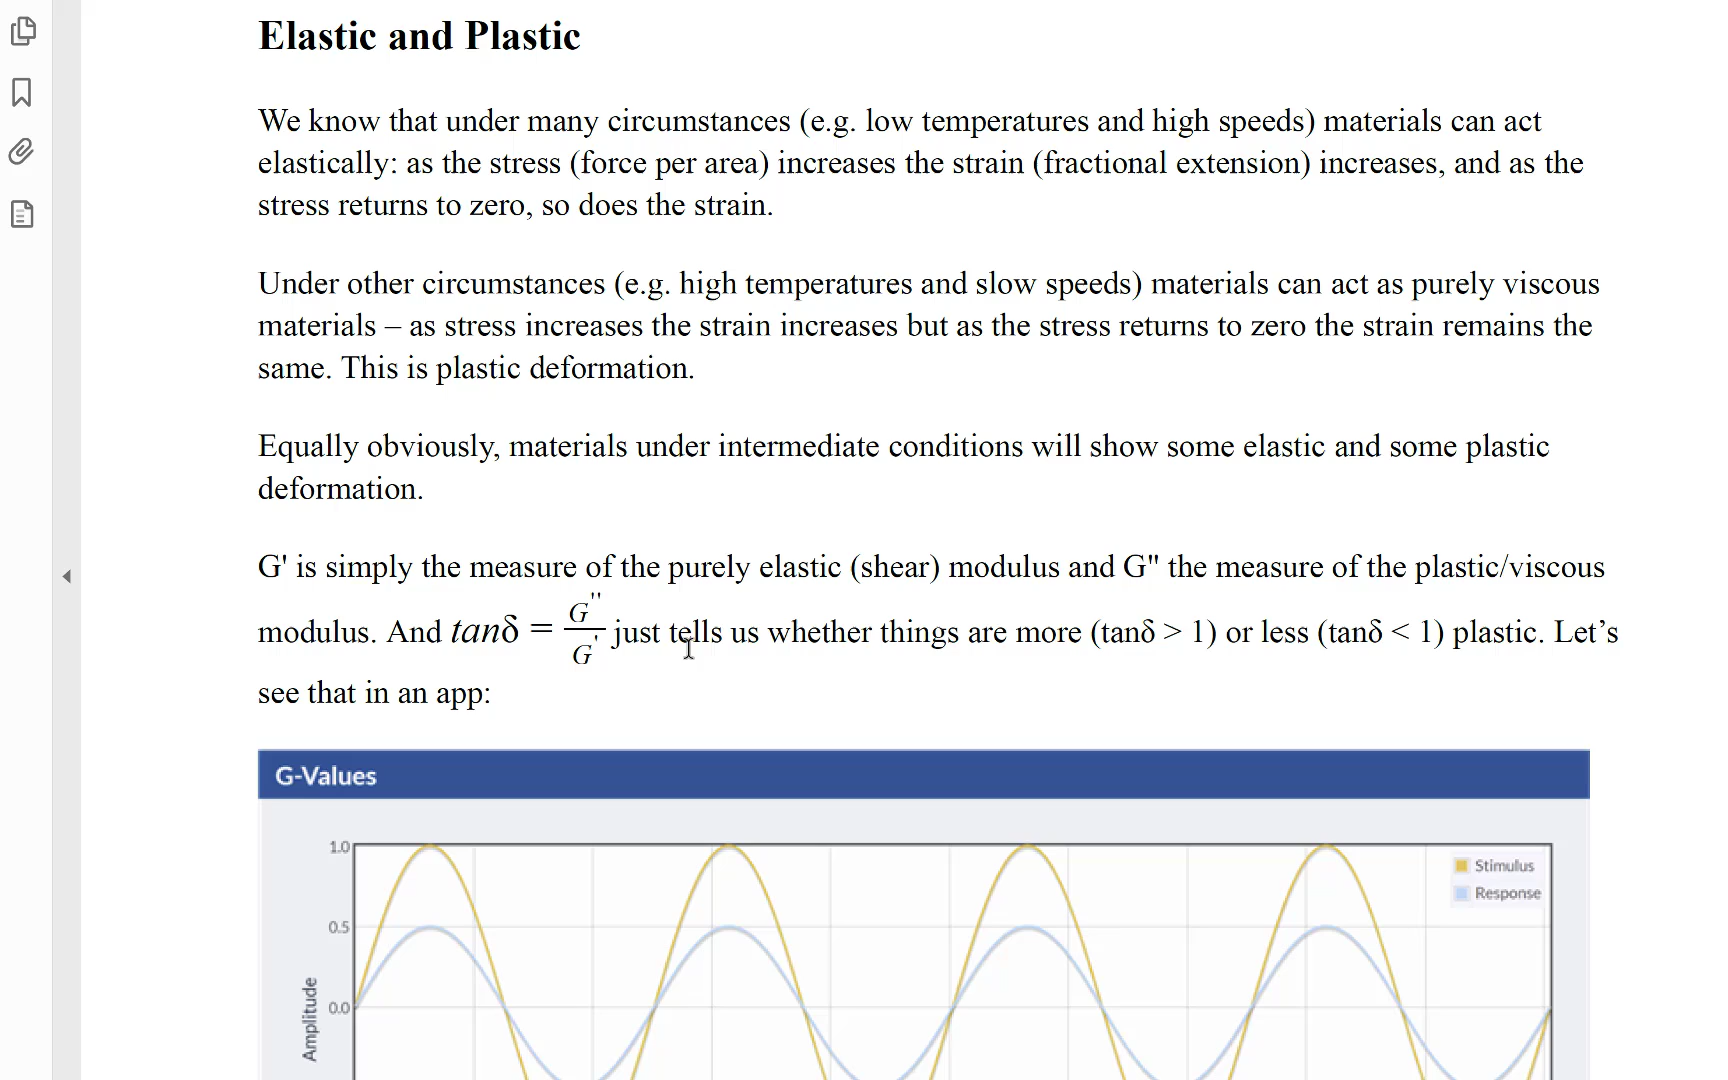 Elastic and Plastic
We know that under many circumstances (e.g. low temperatures and high speeds) materials can act
elastically: as the stress (force per area) increases the strain (fractional extension) increases, and as the
stress returns to zero, so does the strain.
Under other circumstances (e.g. high temperatures and slow speeds) materials can act as purely viscous
materials – as stress increases the strain increases but as the stress returns to zero the strain remains the
same. This is plastic deformation.
Equally obviously, materials under intermediate conditions will show some elastic and some plastic
deformation.
G' is simply the measure of the purely elastic (shear) modulus and G" the measure of the plastic/viscous
modulus. And tanδ = G''/G' just tells us whether things are more (tanδ > 1) or less (tanδ < 1) plastic. Let’s
see that in an app:
G-Values
1.0
Stimulus
Response
0.5
Amplitude
0.0